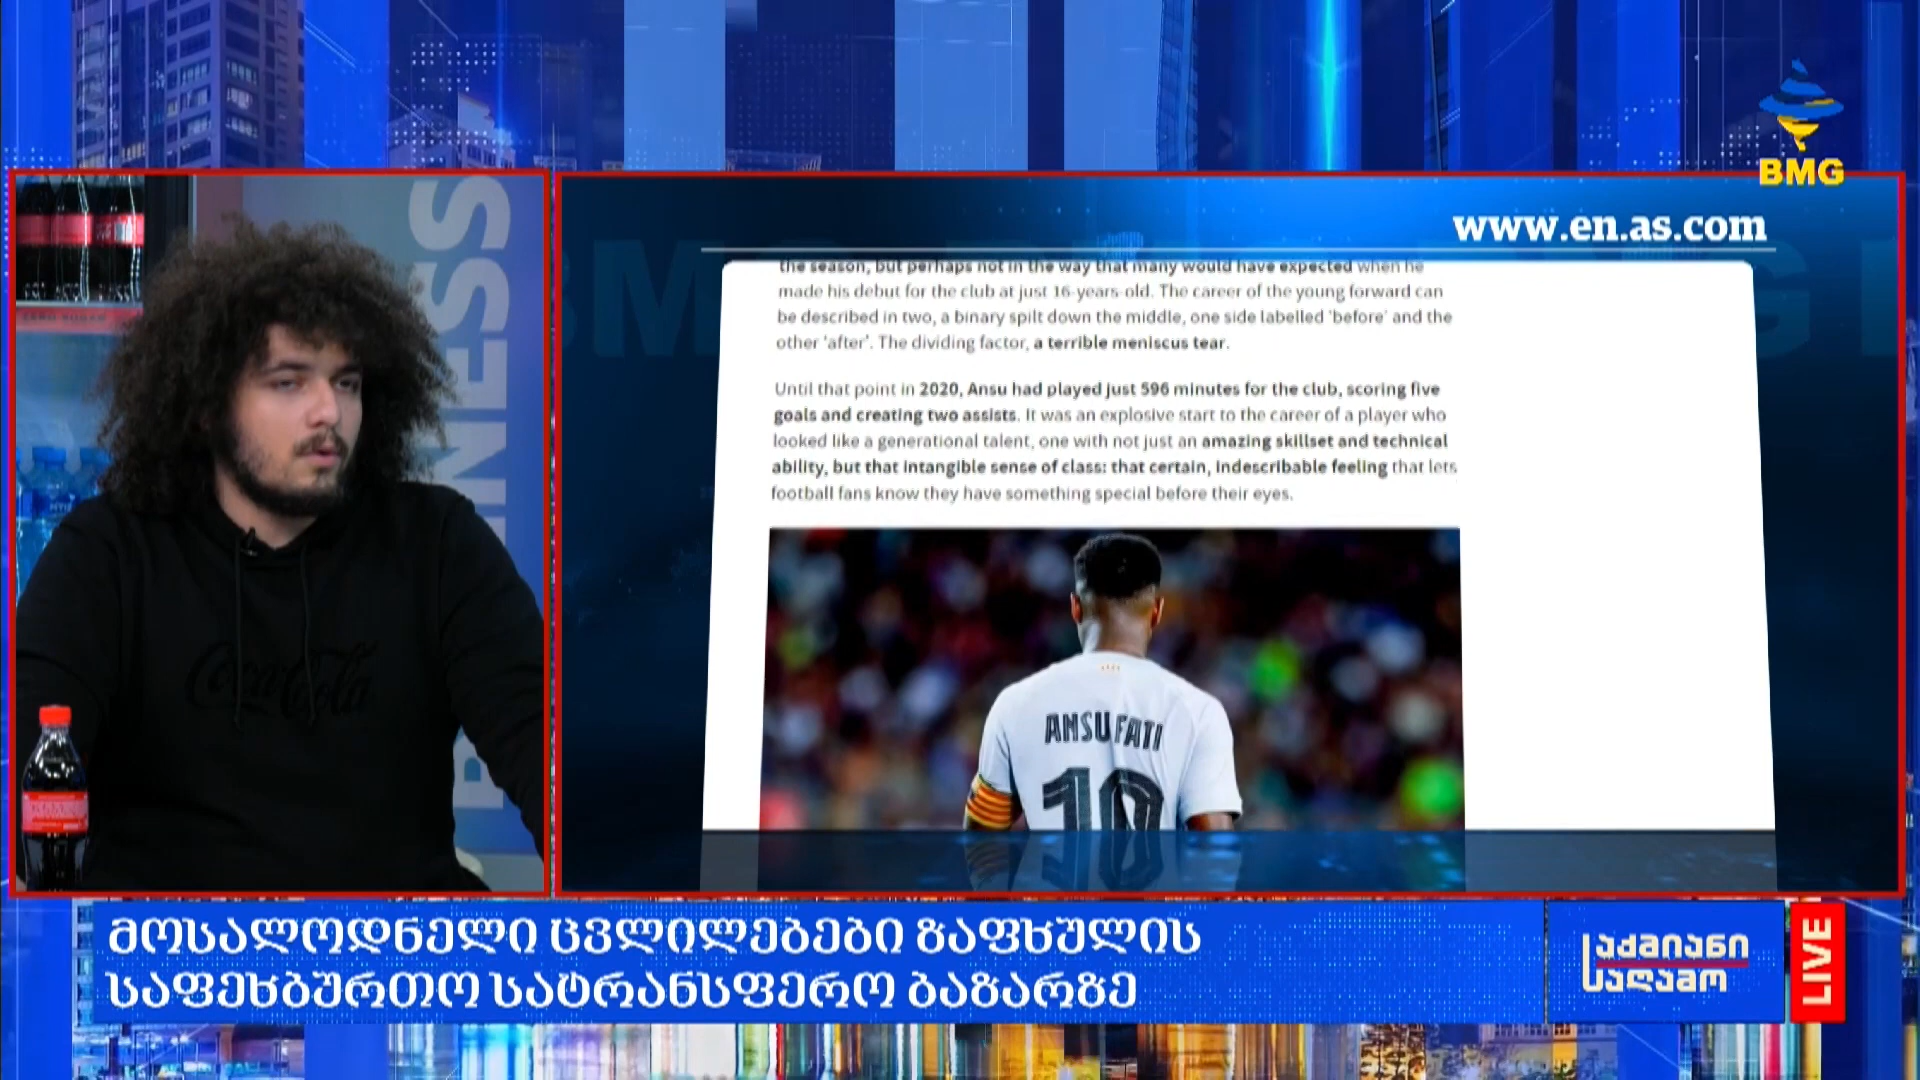 BMG
www.en.as.com
the season, but perhaps not in the way that many would have expected when he
made his debut for the club at just 16-years-old. The career of the young forward can
be described in two, a binary spilt down the middle, one side labelled 'before' and the
other 'after'. The dividing factor, a terrible meniscus tear.
Until that point in 2020, Ansu had played just 596 minutes for the club, scoring five
goals and creating two assists. It was an explosive start to the career of a player who
looked like a generational talent, one with not just an amazing skillset and technical
ability, but that intangible sense of class: that certain, indescribable feeling that lets
football fans know they have something special before their eyes.
ANSU FATI
10
Coca-Cola
მოსალოდნელი ცვლილებები ზაფხულის
საფეხბურთო სატრანსფერო ბაზარზე
საქმიანი
საღამო
LIVE